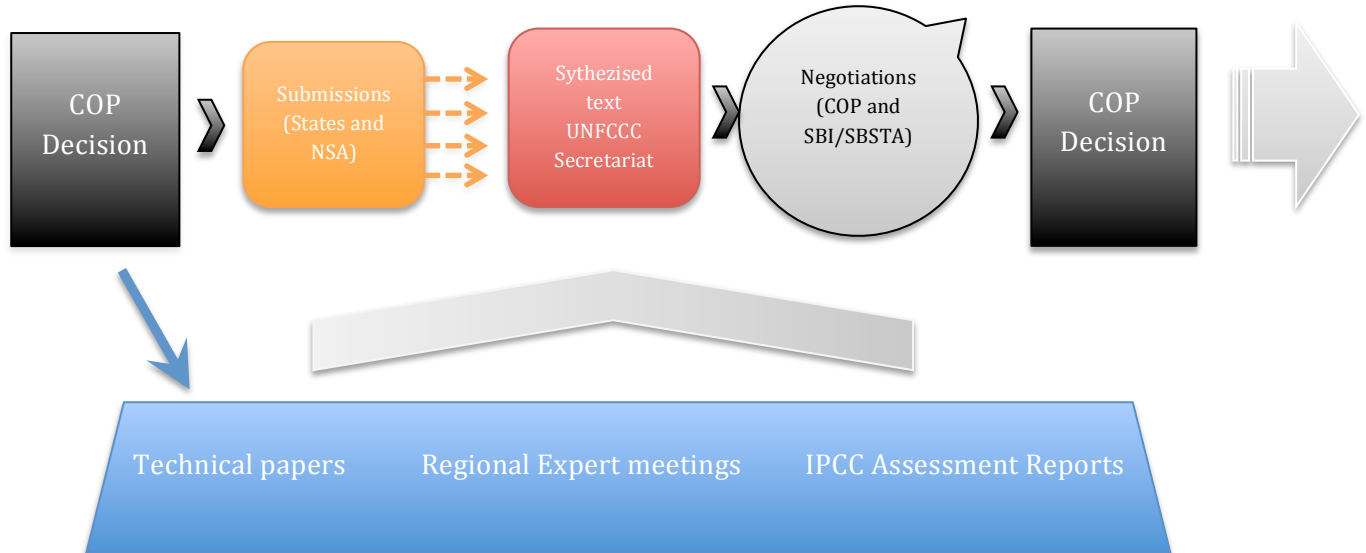 COP
Decision
Submissions
(States and
NSA)
Sythezised
text
UNFCCC
Secretariat
Negotiations
(COP and
SBI/SBSTA)
COP
Decision
Technical papers
Regional Expert meetings
IPCC Assessment Reports